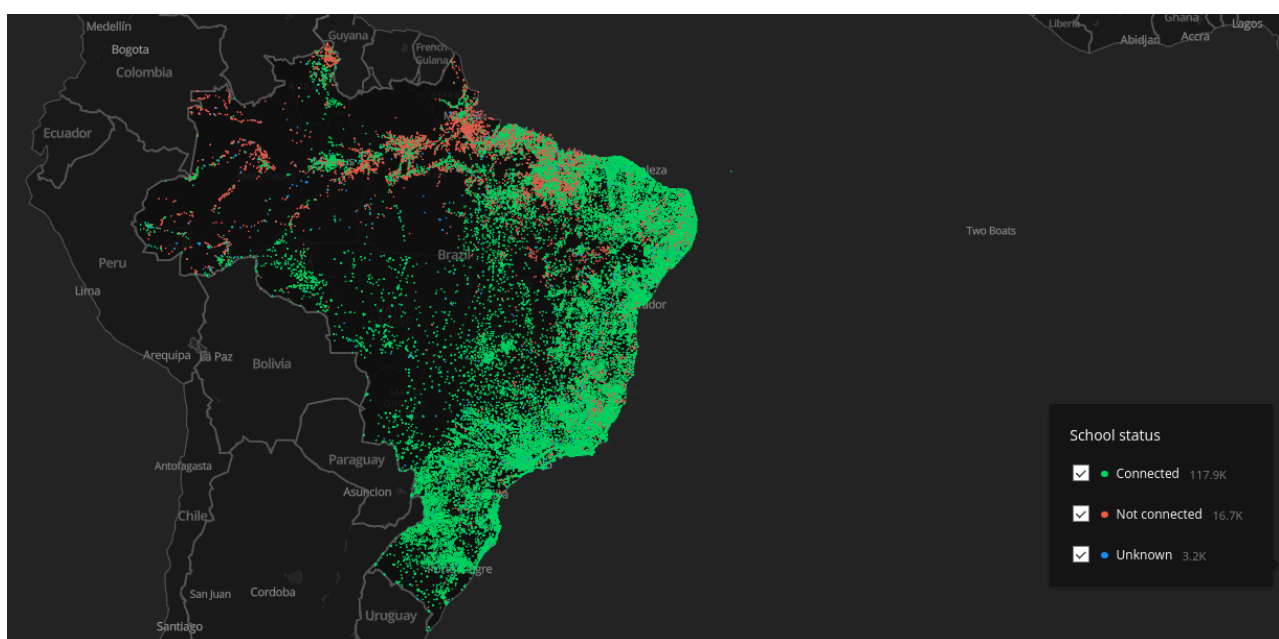 Medellín
Guyana
Liberia
Ghana
Lagos
Bogota
French
Guiana
Abidjan
Accra
Colombia
Ecuador
Two Boats
Brazil
Peru
Lima
Arequipa
La Paz
Bolivia
School status
Paraguay
Antofagasta
Connected 117.9K
Asuncion
Not connected 16.7K
Chile
Unknown 3.2K
San Juan
Cordoba
Uruguay
Santiago